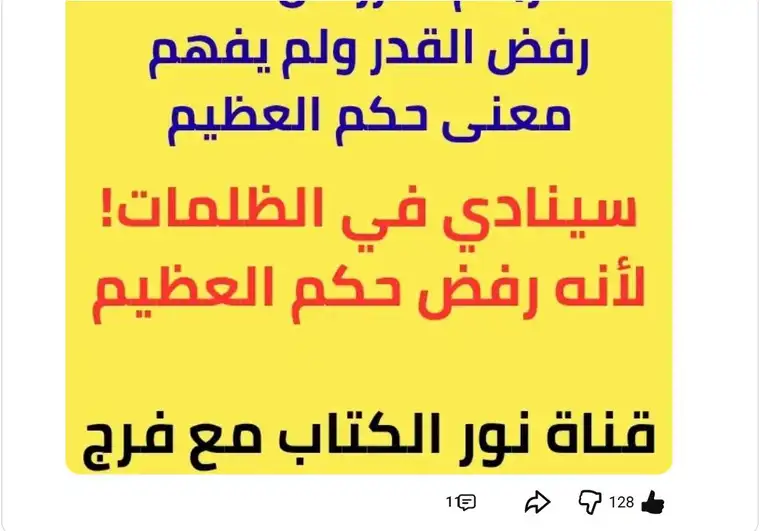 رفض القدر ولم يفهم
معنى حكم العظيم
سينادي في الظلمات!
لأنه رفض حكم العظيم
قناة نور الكتاب مع فرج
128
11